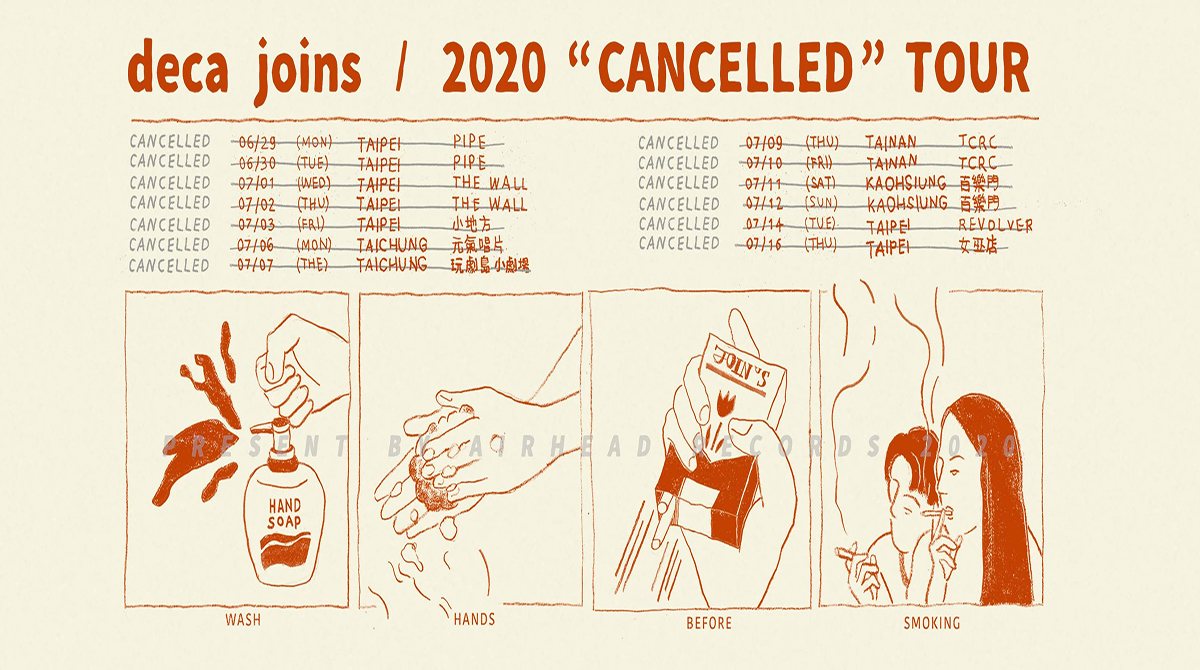 deca joins / 2020 “CANCELLED” TOUR
CANCELLED 06/29 (MON) TAIPEI PIPE
CANCELLED 06/30 (TUE) TAIPEI PIPE
CANCELLED 07/01 (WED) TAIPEI THE WALL
CANCELLED 07/02 (THU) TAIPEI THE WALL
CANCELLED 07/03 (FRI) TAIPEI 小地方
CANCELLED 07/06 (MON) TAICHUNG 元氣唱片
CANCELLED 07/07 (THE) TAICHUNG 玩劇島小劇場
CANCELLED 07/09 (THU) TAINAN TCRC
CANCELLED 07/10 (FRI) TAINAN TCRC
CANCELLED 07/11 (SAT) KAOHSIUNG 百樂門
CANCELLED 07/12 (SUN) KAOHSIUNG 百樂門
CANCELLED 07/14 (TUE) TAIPEI REVOLVER
CANCELLED 07/16 (THU) TAIPEI 女巫店
HAND
SOAP
PRESENT BY AIRHEAD RECORDS 2020
WASH
HANDS
BEFORE
SMOKING